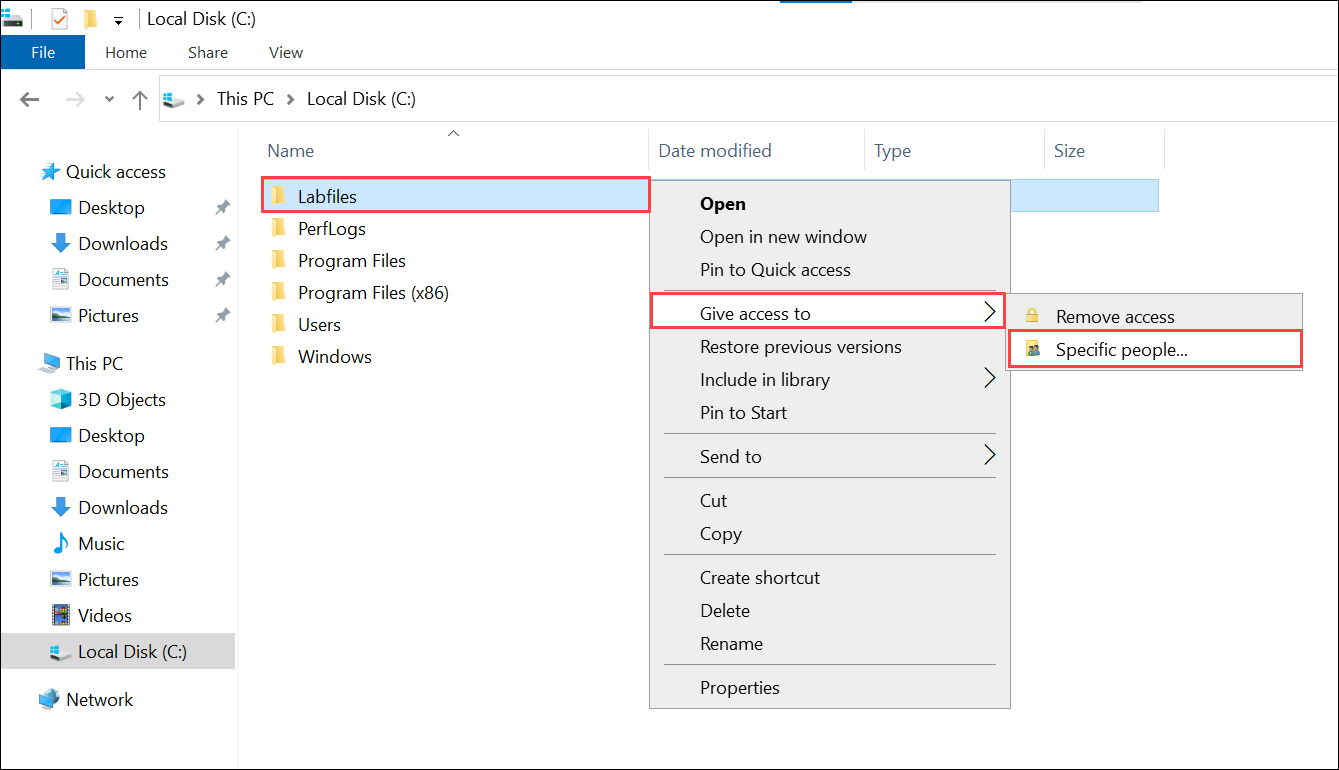 Local Disk (C:)
File Home Share View
This PC Local Disk (C:)
Name Date modified Type Size
Quick access
Desktop
Downloads
Documents
Pictures
This PC
3D Objects
Desktop
Documents
Downloads
Music
Pictures
Videos
Local Disk (C:)
Network
Labfiles
PerfLogs
Program Files
Program Files (x86)
Users
Windows
Open
Open in new window
Pin to Quick access
Give access to
Restore previous versions
Include in library
Pin to Start
Send to
Cut
Copy
Create shortcut
Delete
Rename
Properties
Remove access
Specific people...